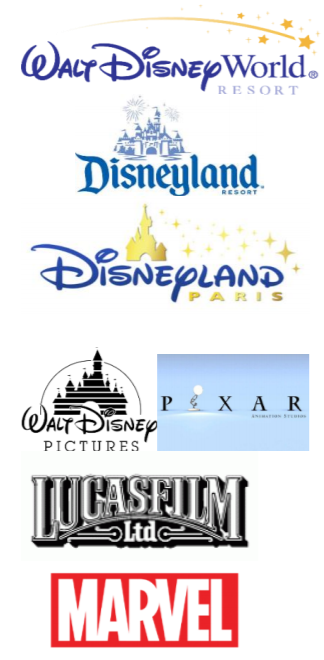 WALT DISNEY World®
RESORT
Disneyland®
RESORT
DISNEYLAND
PARIS
WALT DISNEY
PICTURES
PIXAR
ANIMATION STUDIOS
LUCASFILM
Ltd
MARVEL